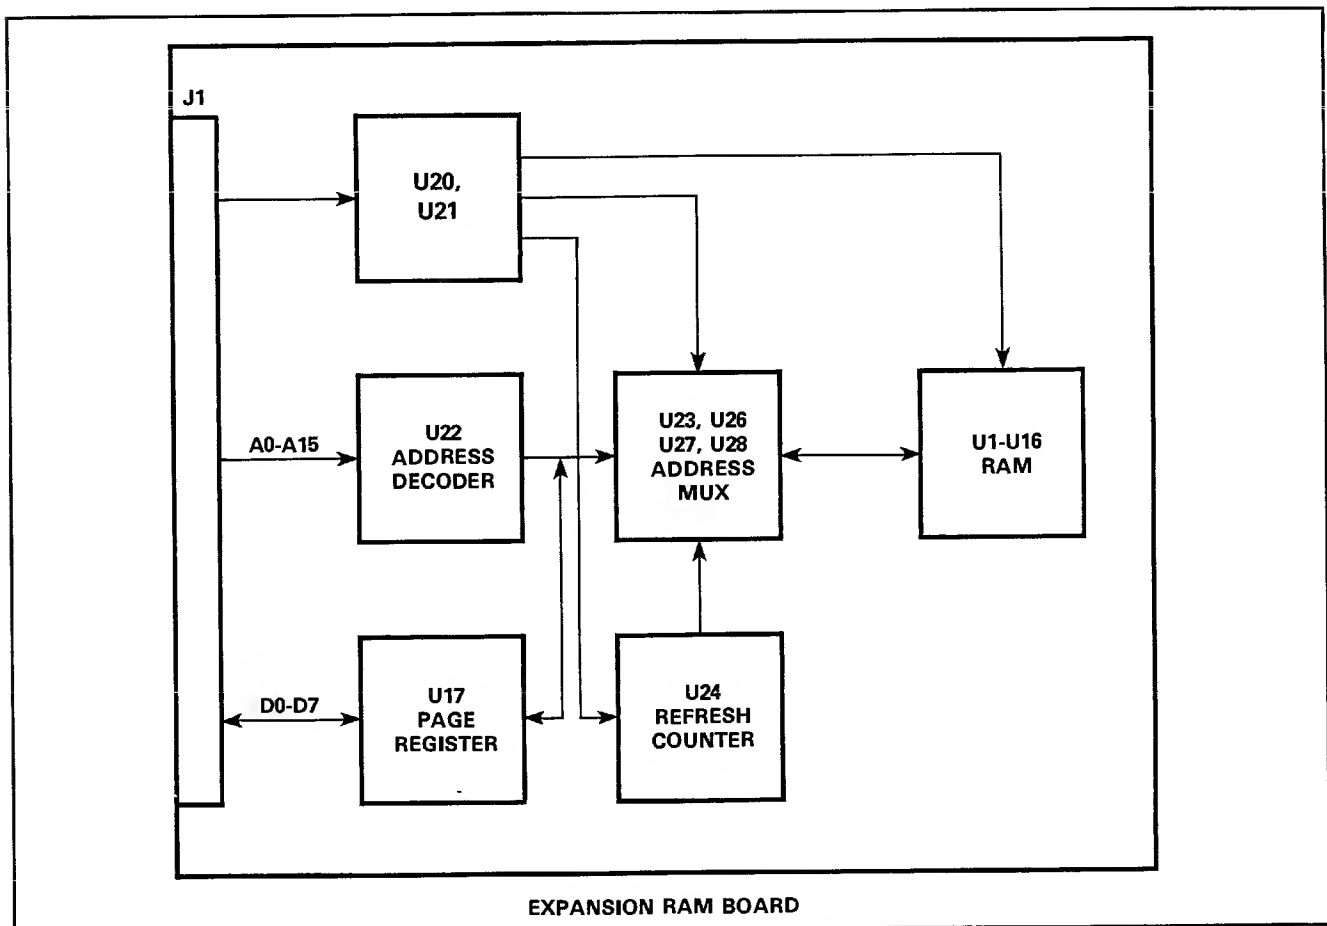 J1
U20,
U21
A0-A15
U22
ADDRESS
DECODER
U23, U26
U27, U28
ADDRESS
MUX
U1-U16
RAM
D0-D7
U17
PAGE
REGISTER
U24
REFRESH
COUNTER
EXPANSION RAM BOARD